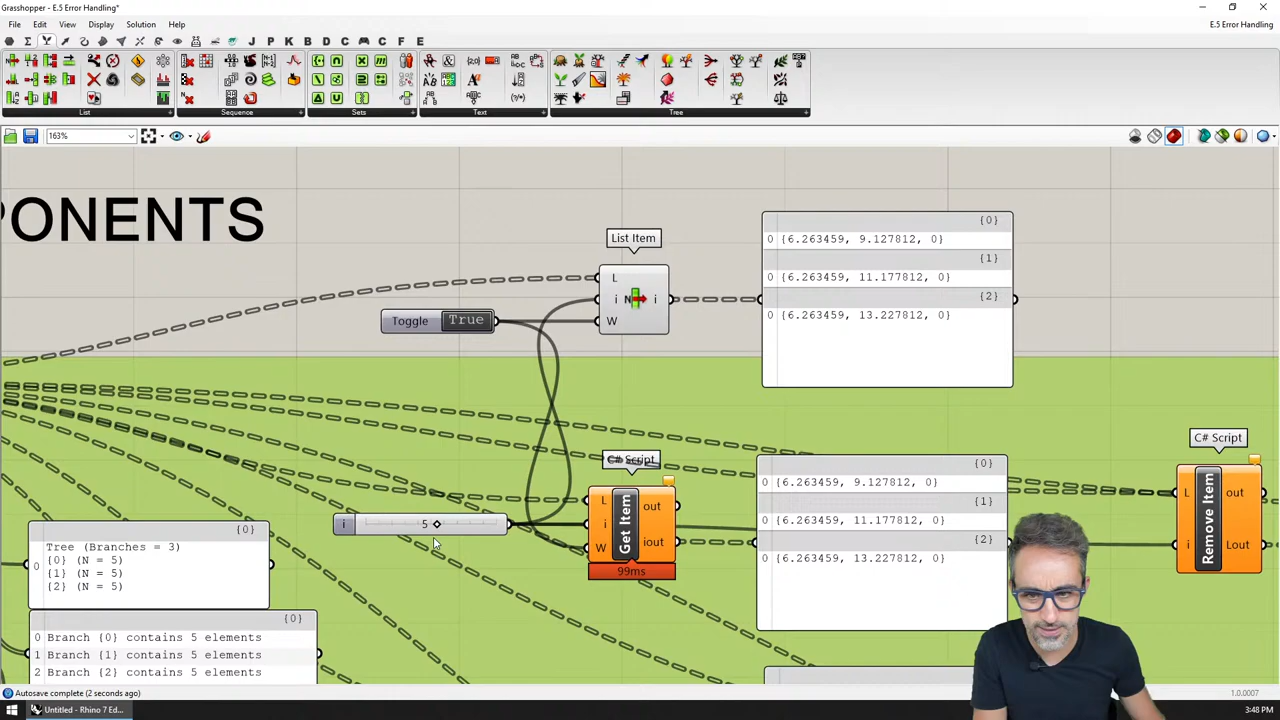 Grasshopper - E.5 Error Handling*
File Edit View Display Solution Help
E.5 Error Handling
J P K B D C F C F E
List Sequence Sets Text Tree
163%
PONENTS
List Item
L
i N i
W
Toggle True
{0}
0 {6.263459, 9.127812, 0}
{1}
0 {6.263459, 11.177812, 0}
{2}
0 {6.263459, 13.227812, 0}
C# Script
L out
i Get Item
W iout
99ms
i 5
{0}
0 {6.263459, 9.127812, 0}
{1}
0 {6.263459, 11.177812, 0}
{2}
0 {6.263459, 13.227812, 0}
C# Script
L out
Remove Item
i Lout
{0}
0
Tree (Branches = 3)
{0} (N = 5)
{1} (N = 5)
{2} (N = 5)
{0}
0 Branch {0} contains 5 elements
1 Branch {1} contains 5 elements
2 Branch {2} contains 5 elements
Autosave complete (2 seconds ago)
1.0.0007
Untitled - Rhino 7 Ed...
3:48 PM